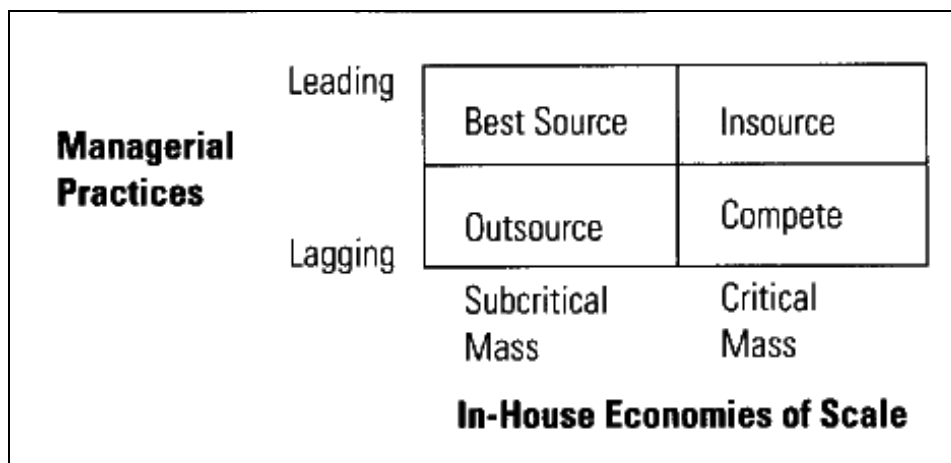 Leading
Best Source Insource
Managerial
Practices
Outsource Compete
Lagging
Subcritical Critical
Mass Mass
In-House Economies of Scale